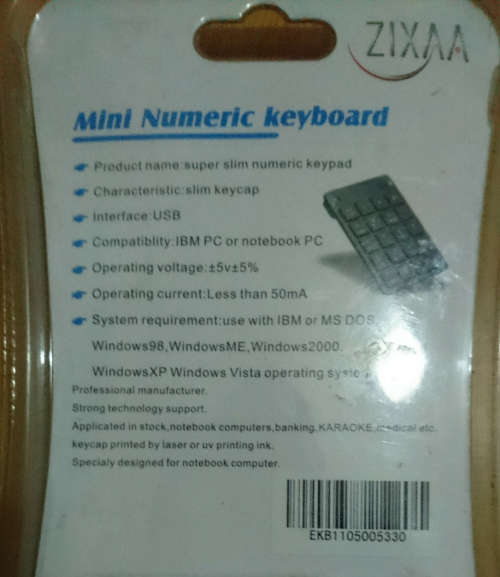 ZIXAA
Mini Numeric keyboard
Product name:super slim numeric keypad
Characteristic:slim keycap
Interface:USB
Compatiblity:IBM PC or notebook PC
Operating voltage:±5v±5%
Operating current:Less than 50mA
System requirement:use with IBM or MS DOS
Windows98,WindowsME,Windows2000.
WindowsXP Windows Vista operating
Professional manufacturer.
Strong technology support.
Applicated in stock,notebook computers,banking,KARAOKE,medical etc.
keycap printed by laser or uv printing ink.
Specialy designed for notebook computer.
EKB1105005330